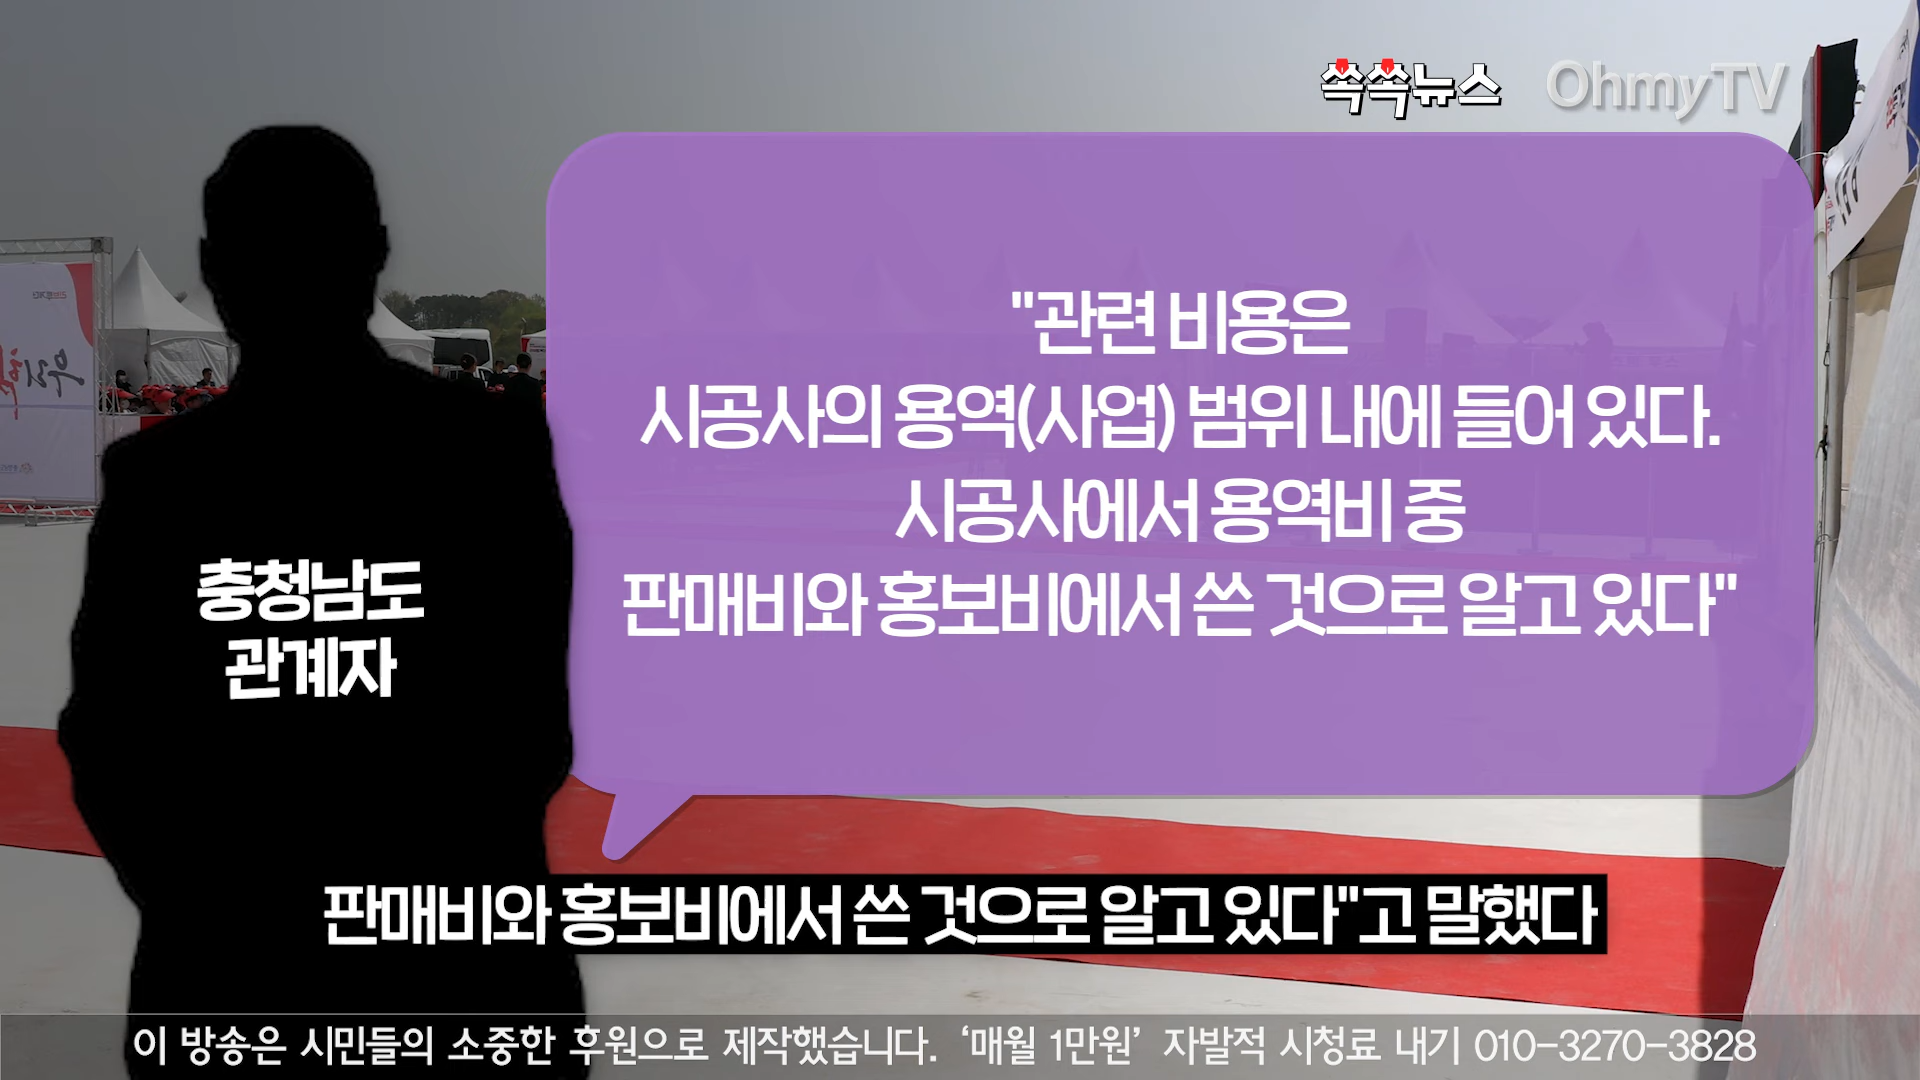 쏙쏙뉴스 OhmyTV
"관련 비용은
시공사의 용역(사업) 범위 내에 들어 있다.
시공사에서 용역비 중
판매비와 홍보비에서 쓴 것으로 알고 있다"
충청남도
관계자
판매비와 홍보비에서 쓴 것으로 알고 있다"고 말했다
이 방송은 시민들의 소중한 후원으로 제작했습니다. ‘매월 1만원’ 자발적 시청료 내기 010-3270-3828